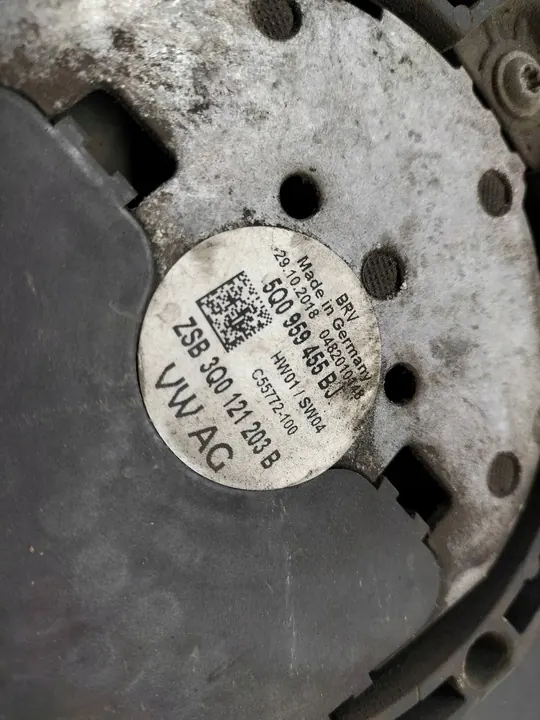 BRV
Made in Germany
29.10.2018 0482010148
5Q0 959 455 BJ
HW01 / SW04
C55772-100
ZSB 3Q0 121 203 B
VW AG